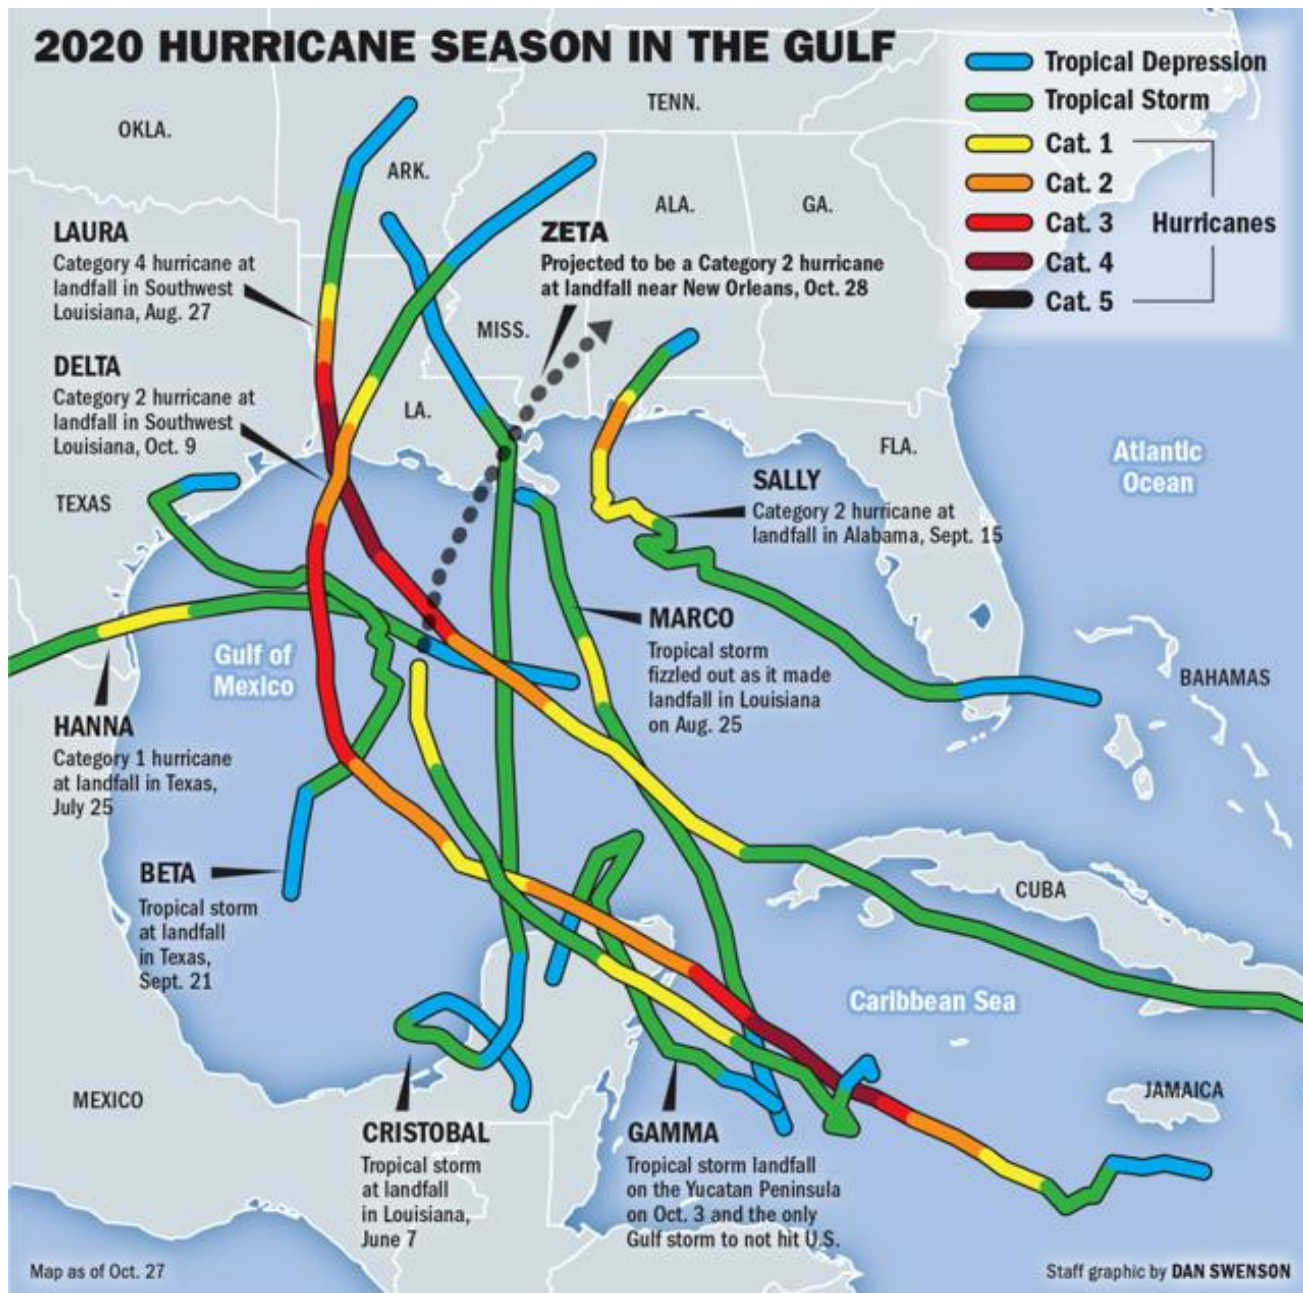 2020 HURRICANE SEASON IN THE GULF
Tropical Depression
Tropical Storm
Cat. 1
Cat. 2
Cat. 3
Cat. 4
Cat. 5
Hurricanes
OKLA.
TENN.
ARK.
ALA.
GA.
MISS.
LA.
FLA.
TEXAS
LAURA
Category 4 hurricane at
landfall in Southwest
Louisiana, Aug. 27
ZETA
Projected to be a Category 2 hurricane
at landfall near New Orleans, Oct. 28
DELTA
Category 2 hurricane at
landfall in Southwest
Louisiana, Oct. 9
Atlantic
Ocean
SALLY
Category 2 hurricane at
landfall in Alabama, Sept. 15
MARCO
Tropical storm
fizzled out as it made
landfall in Louisiana
on Aug. 25
Gulf of
Mexico
BAHAMAS
HANNA
Category 1 hurricane
at landfall in Texas,
July 25
BETA
Tropical storm
at landfall
in Texas,
Sept. 21
CUBA
Caribbean Sea
JAMAICA
MEXICO
CRISTOBAL
Tropical storm
at landfall
in Louisiana,
June 7
GAMMA
Tropical storm landfall
on the Yucatan Peninsula
on Oct. 3 and the only
Gulf storm to not hit U.S.
Map as of Oct. 27
Staff graphic by DAN SWENSON